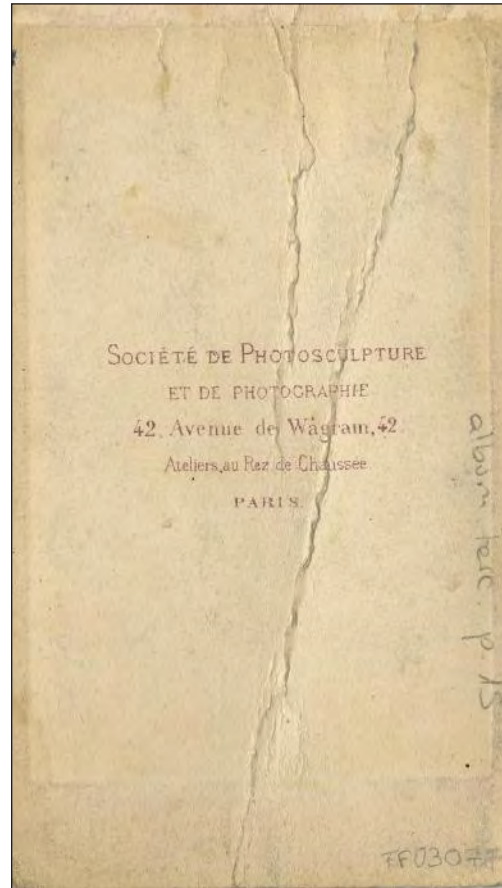 SOCIÉTÉ DE PHOTOSCULPTURE
ET DE PHOTOGRAPHIE
42. Avenue de Wagram, 42.
Ateliers, au Rez de Chaussée
PARIS.
album p. 15
FF03077